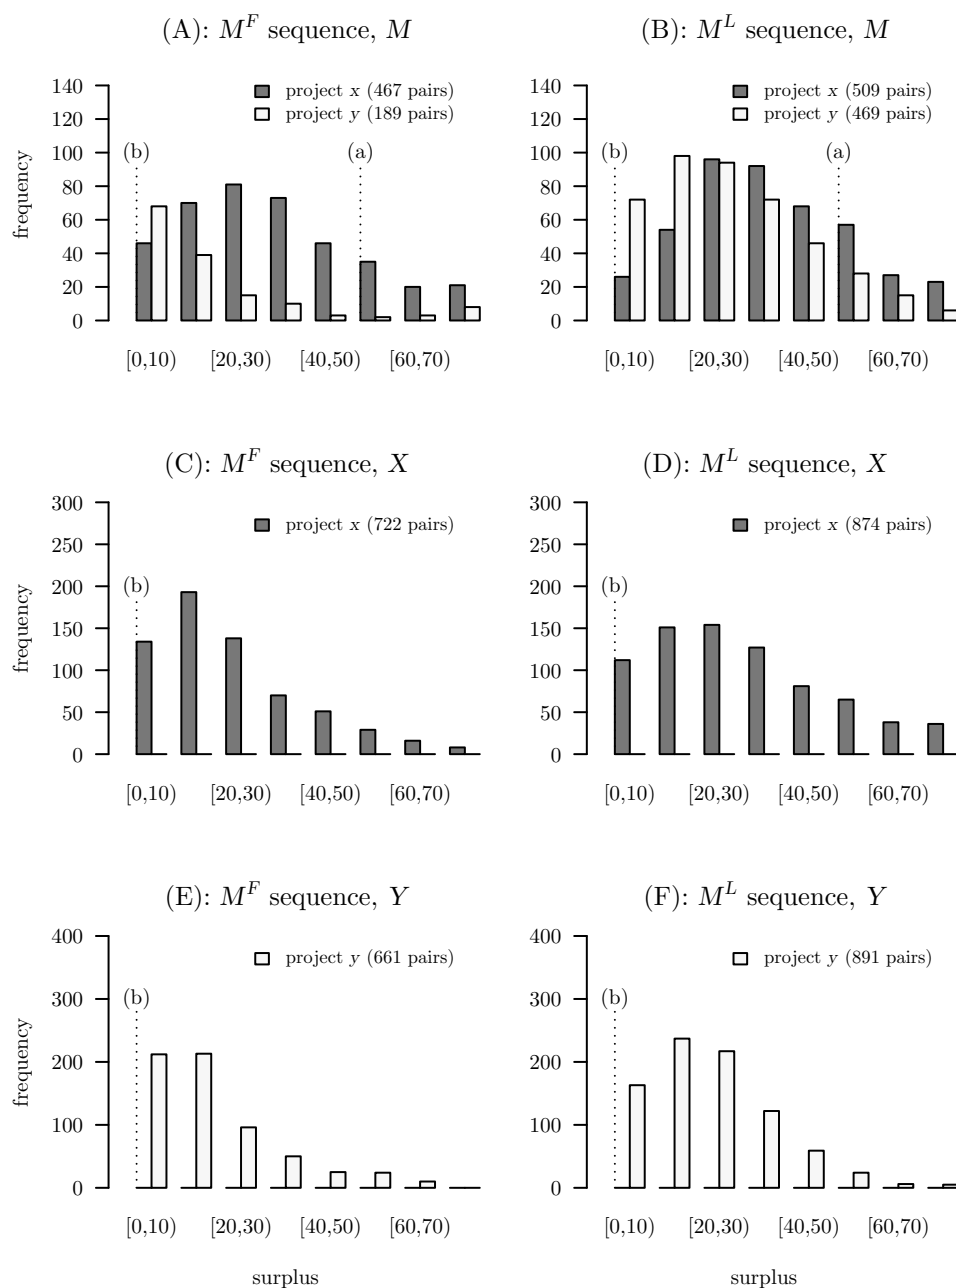 (A): M^F sequence, M
140
120
100
80
60
40
20
0
frequency
project x (467 pairs)
project y (189 pairs)
(b)
(a)
[0,10)
[20,30)
[40,50)
[60,70)
(B): M^L sequence, M
140
120
100
80
60
40
20
0
project x (509 pairs)
project y (469 pairs)
(b)
(a)
[0,10)
[20,30)
[40,50)
[60,70)
(C): M^F sequence, X
300
250
200
150
100
50
0
frequency
project x (722 pairs)
(b)
[0,10)
[20,30)
[40,50)
[60,70)
(D): M^L sequence, X
300
250
200
150
100
50
0
project x (874 pairs)
(b)
[0,10)
[20,30)
[40,50)
[60,70)
(E): M^F sequence, Y
400
300
200
100
0
frequency
project y (661 pairs)
(b)
[0,10)
[20,30)
[40,50)
[60,70)
surplus
(F): M^L sequence, Y
400
300
200
100
0
project y (891 pairs)
(b)
[0,10)
[20,30)
[40,50)
[60,70)
surplus